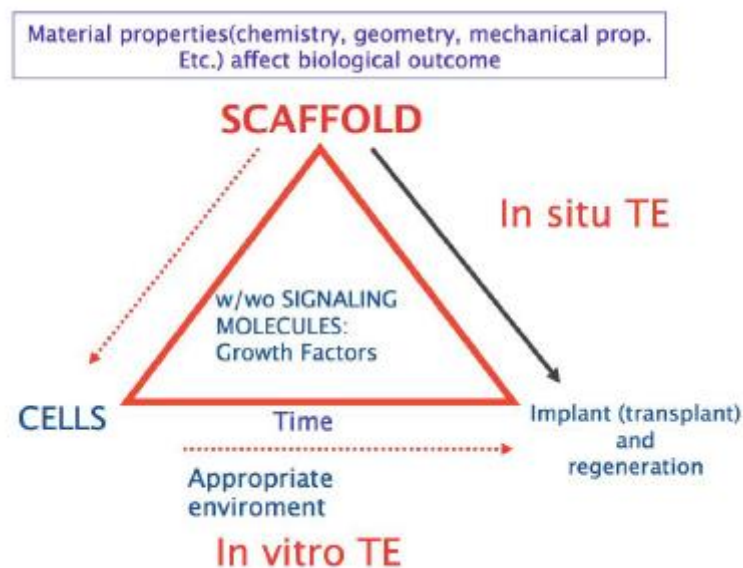 Material properties(chemistry, geometry, mechanical prop.
Etc.) affect biological outcome
SCAFFOLD
In situ TE
w/wo SIGNALING
MOLECULES:
Growth Factors
CELLS
Time
Implant (transplant)
and
regeneration
Appropriate
enviroment
In vitro TE